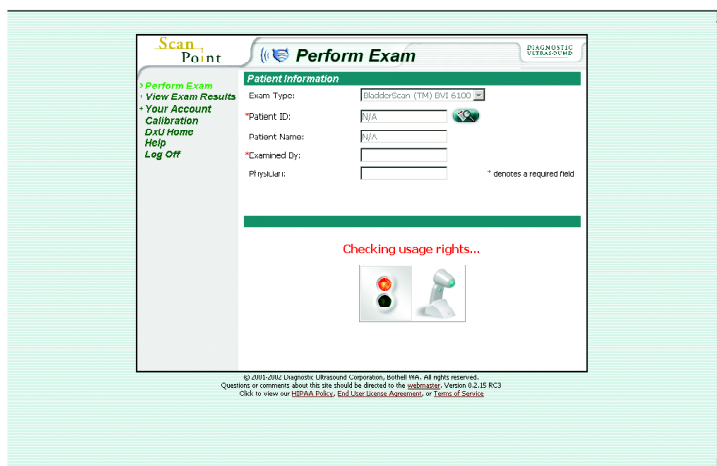 Scan
Point
Perform Exam
DIAGNOSTIC
ULTRASOUND
> Perform Exam
View Exam Results
Your Account
Calibration
DxU Home
Help
Log Off
Patient Information
Exam Type:
BladderScan (TM) BVI 6100
*Patient ID:
N/A
Patient Name:
N/A
*Examined By:
Physician:
* denotes a required field
Checking usage rights...
© 2001-2002 Diagnostic Ultrasound Corporation, Bothell WA. All rights reserved.
Questions or comments about this site should be directed to the webmaster. Version 0.2.15 RC3
Click to view our HIPAA Policy, End User License Agreement, or Terms of Service